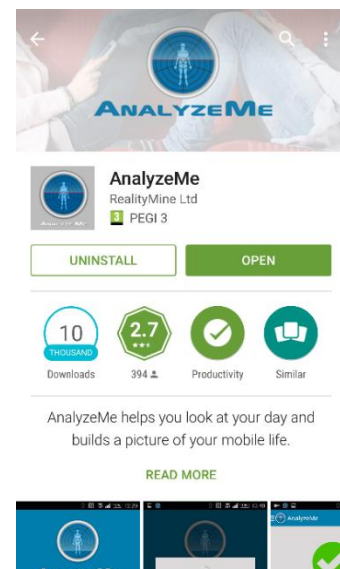 ANALYZEME
AnalyzeMe
RealityMine Ltd
3 PEGI 3
UNINSTALL
OPEN
10
THOUSAND
2.7
Downloads
394
Productivity
Similar
AnalyzeMe helps you look at your day and
builds a picture of your mobile life.
READ MORE
AnalyzeMe